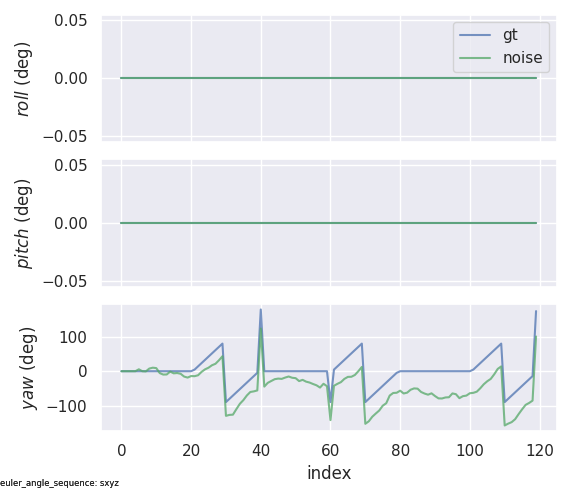 0.05
0.00
−0.05
roll (deg)
gt
noise
0.05
0.00
−0.05
pitch (deg)
100
0
−100
yaw (deg)
0 20 40 60 80 100 120
index
euler_angle_sequence: sxyz